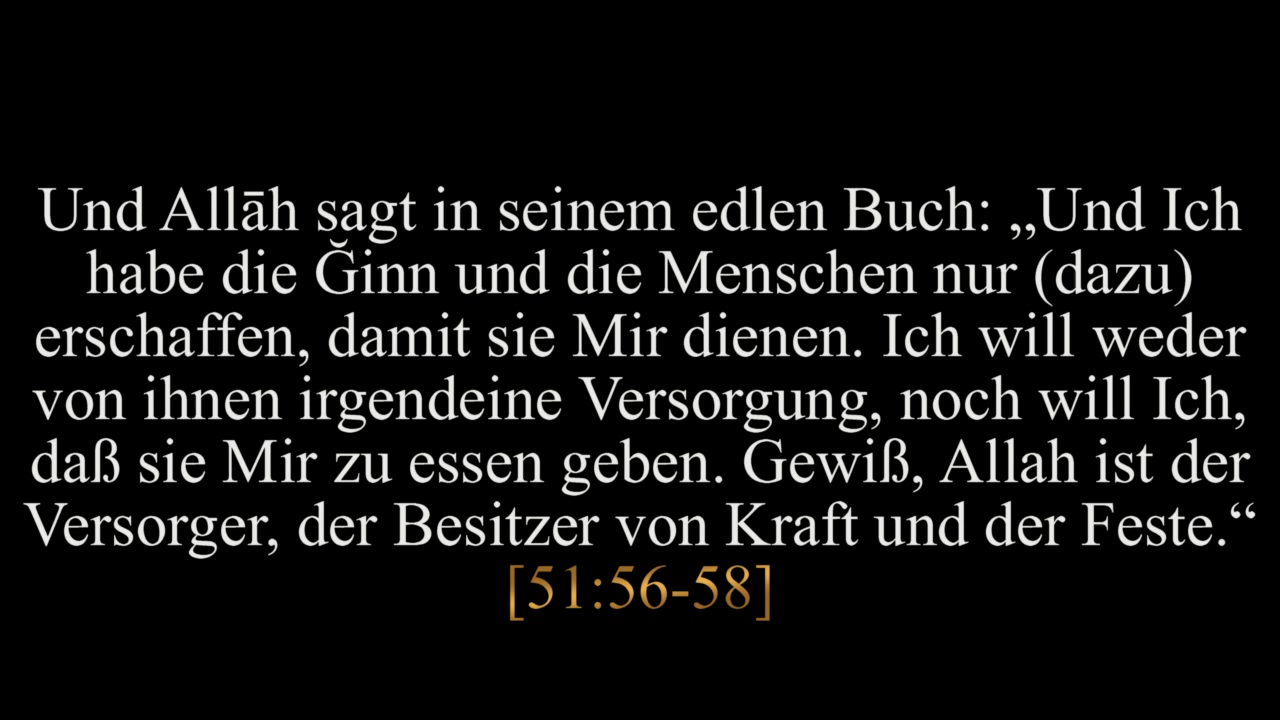 Und Allāh sagt in seinem edlen Buch: „Und Ich
habe die Ğinn und die Menschen nur (dazu)
erschaffen, damit sie Mir dienen. Ich will weder
von ihnen irgendeine Versorgung, noch will Ich,
daß sie Mir zu essen geben. Gewiß, Allah ist der
Versorger, der Besitzer von Kraft und der Feste.“
[51:56-58]